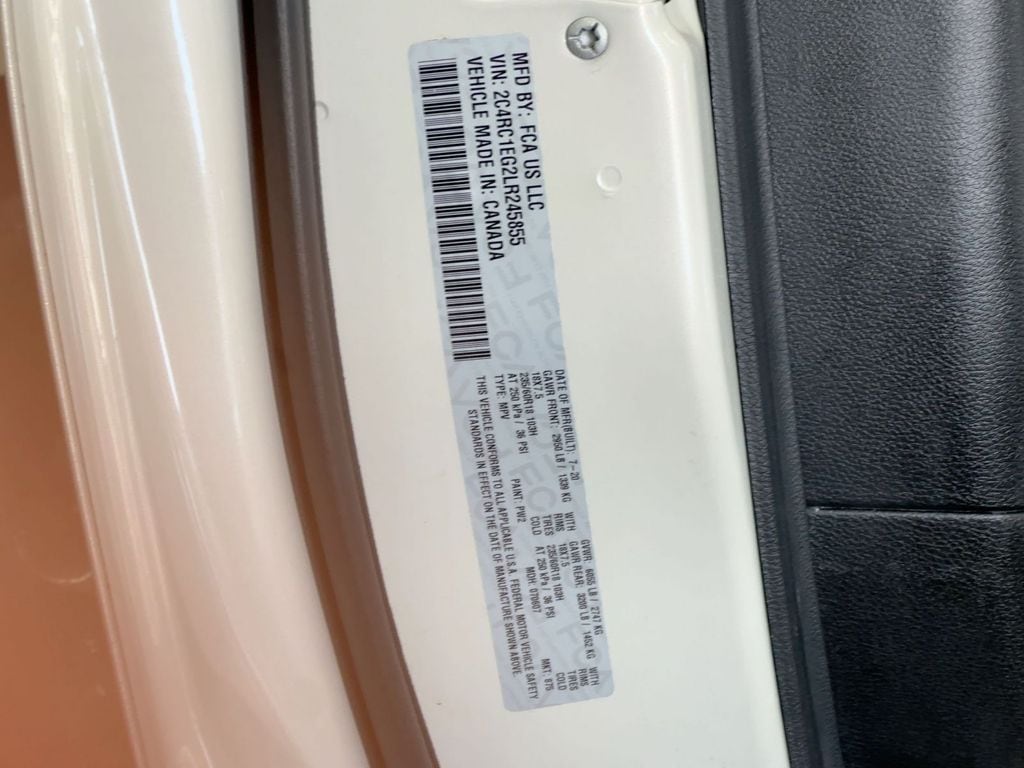 MFD BY: FCA US LLC
VIN: 2C4RC1EG2LR245855
VEHICLE MADE IN: CANADA
DATE OF MFR(BUILT): 7-20 GVWR: 6055 LB / 2747 KG
GAWR FRONT: 2950 LB / 1339 KG WITH GAWR REAR: 3200 LB / 1452 KG WITH
18X7.5 RIMS 18X7.5 RIMS
235/60R18 103H TIRES 235/60R18 103H TIRES
AT 250 kPa / 36 PSI COLD AT 250 kPa / 36 PSI COLD
TYPE: MPV PAINT: PW2 MDH: 070607 MKT: 875
THIS VEHICLE CONFORMS TO ALL APPLICABLE U.S.A. FEDERAL MOTOR VEHICLE SAFETY
STANDARDS IN EFFECT ON THE DATE OF MANUFACTURE SHOWN ABOVE.